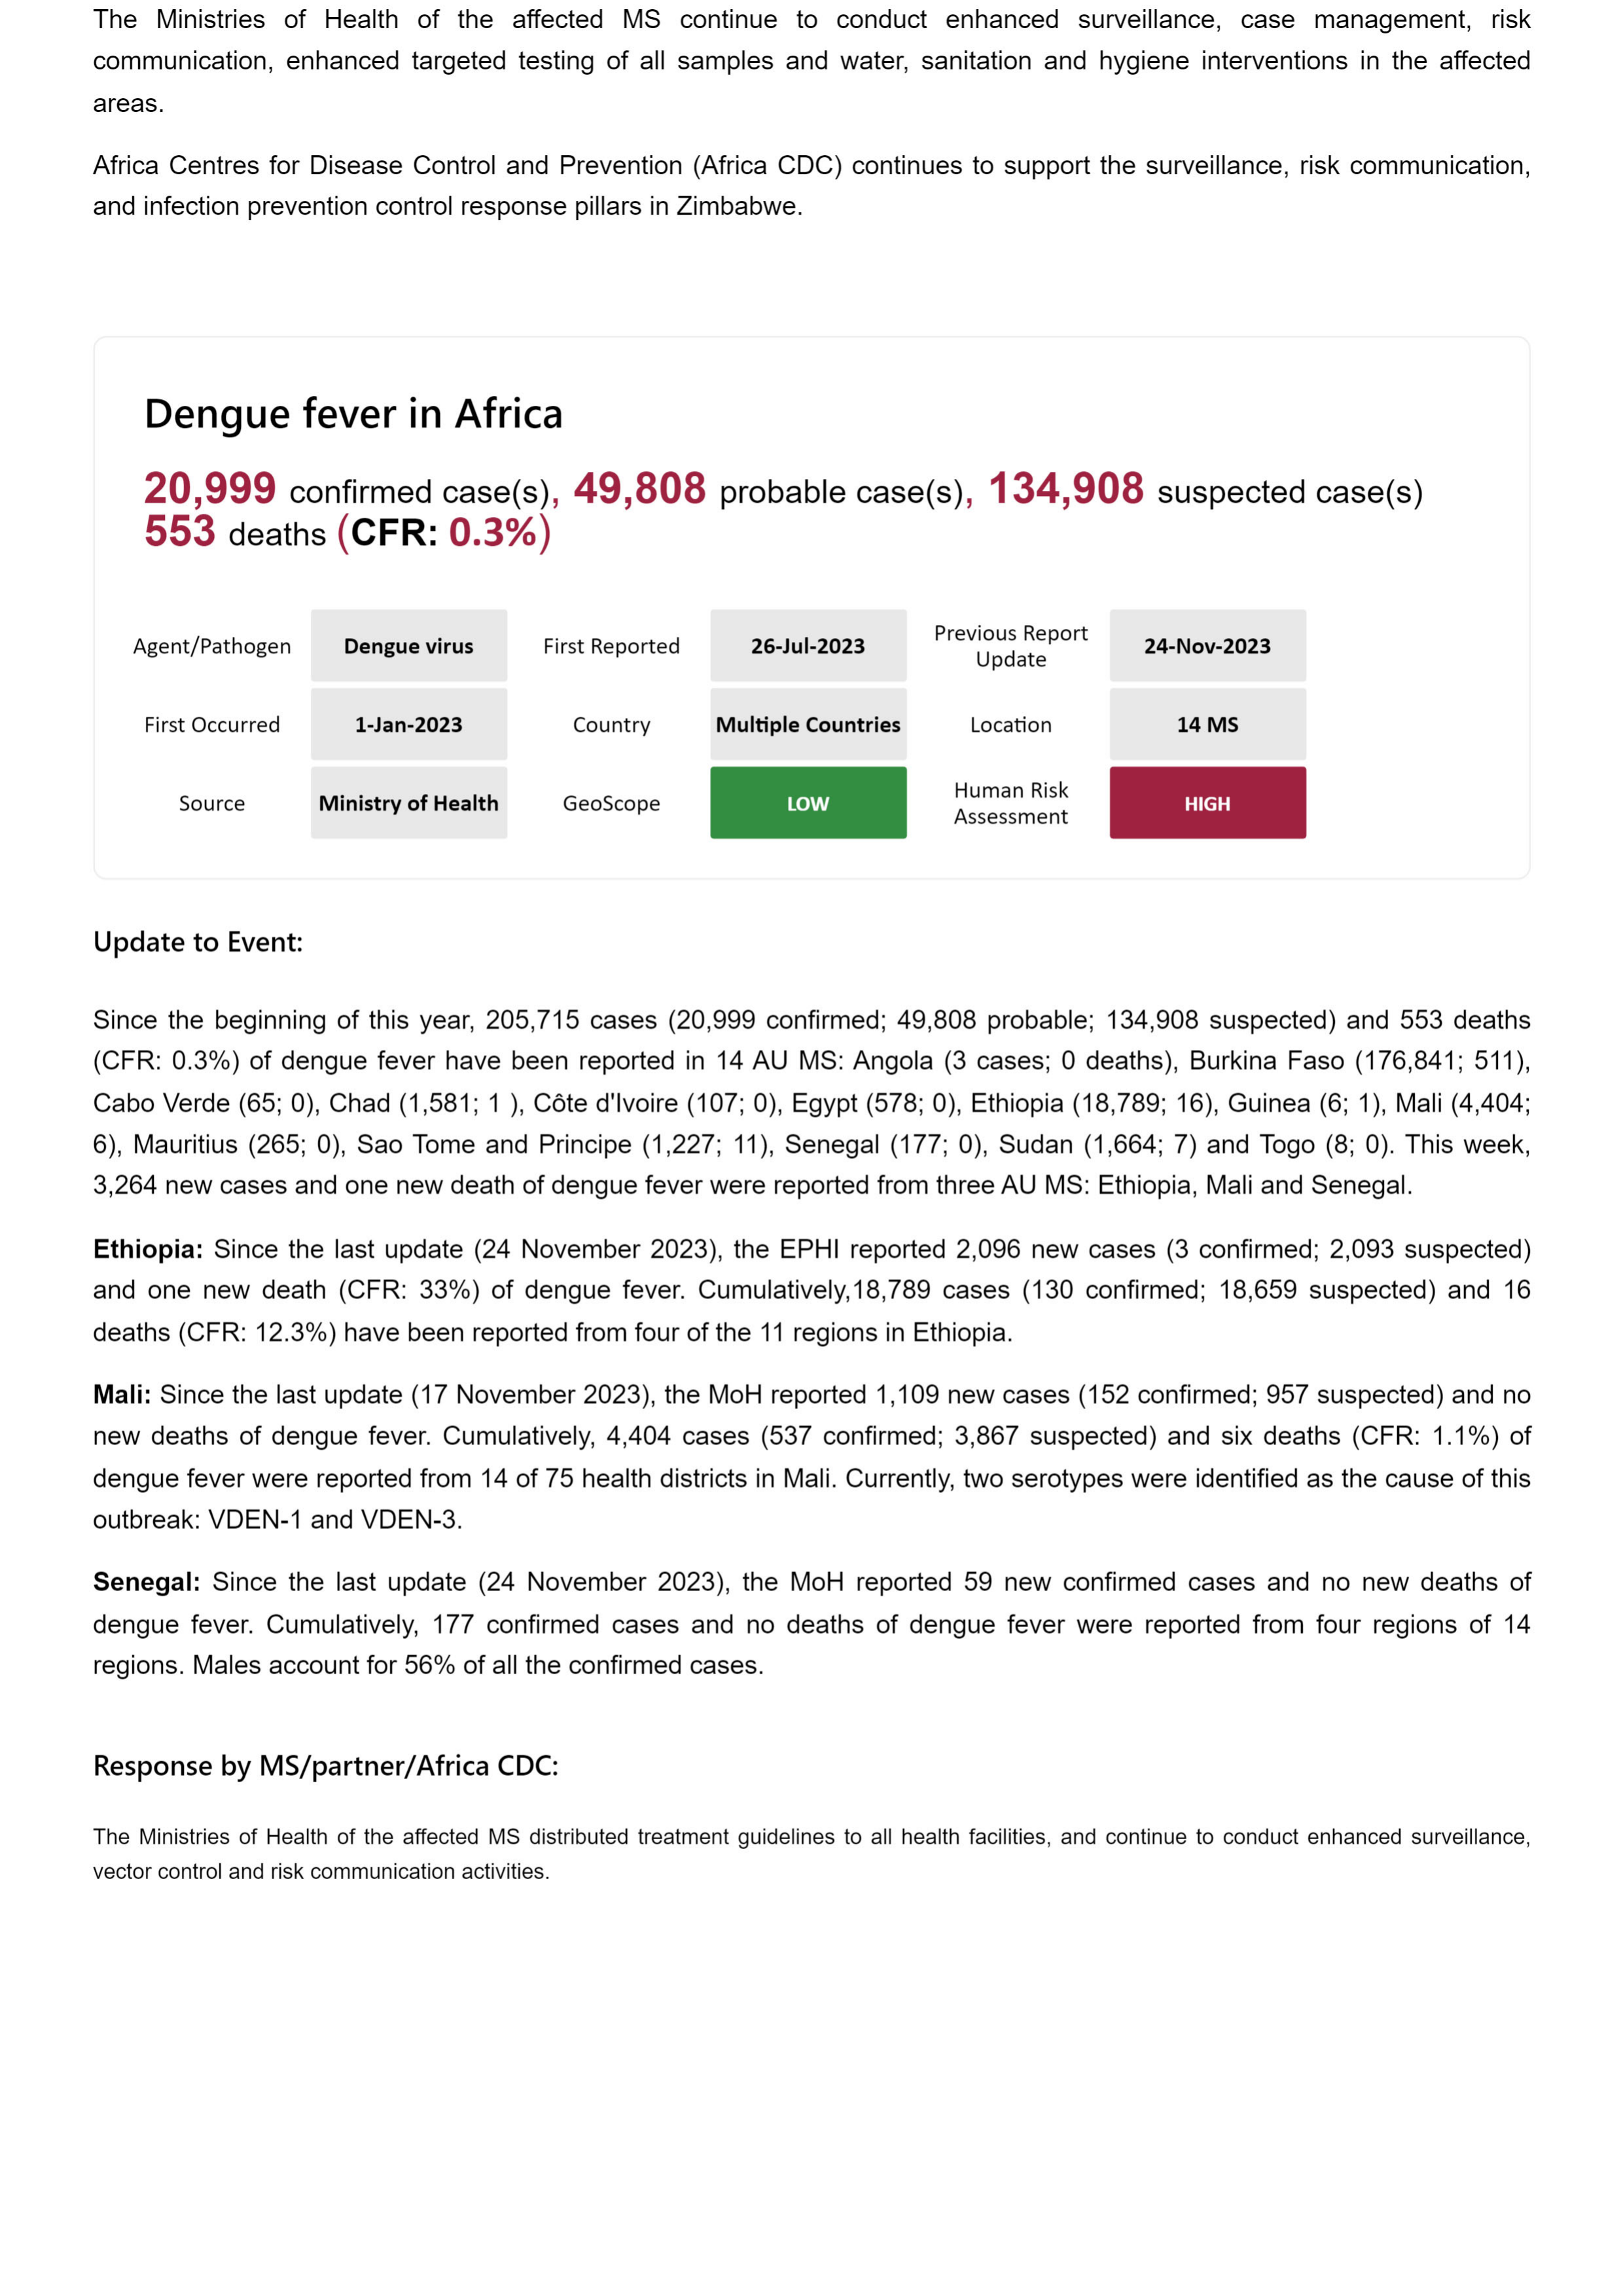 The Ministries of Health of the affected MS continue to conduct enhanced surveillance, case management, risk
communication, enhanced targeted testing of all samples and water, sanitation and hygiene interventions in the affected
areas.
Africa Centres for Disease Control and Prevention (Africa CDC) continues to support the surveillance, risk communication,
and infection prevention control response pillars in Zimbabwe.
Dengue fever in Africa
20,999 confirmed case(s), 49,808 probable case(s), 134,908 suspected case(s)
553 deaths (CFR: 0.3%)
Agent/Pathogen Dengue virus First Reported 26-Jul-2023 Previous Report Update 24-Nov-2023
First Occurred 1-Jan-2023 Country Multiple Countries Location 14 MS
Source Ministry of Health GeoScope LOW Human Risk Assessment HIGH
Update to Event:
Since the beginning of this year, 205,715 cases (20,999 confirmed; 49,808 probable; 134,908 suspected) and 553 deaths
(CFR: 0.3%) of dengue fever have been reported in 14 AU MS: Angola (3 cases; 0 deaths), Burkina Faso (176,841; 511),
Cabo Verde (65; 0), Chad (1,581; 1 ), Côte d'Ivoire (107; 0), Egypt (578; 0), Ethiopia (18,789; 16), Guinea (6; 1), Mali (4,404;
6), Mauritius (265; 0), Sao Tome and Principe (1,227; 11), Senegal (177; 0), Sudan (1,664; 7) and Togo (8; 0). This week,
3,264 new cases and one new death of dengue fever were reported from three AU MS: Ethiopia, Mali and Senegal.
Ethiopia: Since the last update (24 November 2023), the EPHI reported 2,096 new cases (3 confirmed; 2,093 suspected)
and one new death (CFR: 33%) of dengue fever. Cumulatively,18,789 cases (130 confirmed; 18,659 suspected) and 16
deaths (CFR: 12.3%) have been reported from four of the 11 regions in Ethiopia.
Mali: Since the last update (17 November 2023), the MoH reported 1,109 new cases (152 confirmed; 957 suspected) and no
new deaths of dengue fever. Cumulatively, 4,404 cases (537 confirmed; 3,867 suspected) and six deaths (CFR: 1.1%) of
dengue fever were reported from 14 of 75 health districts in Mali. Currently, two serotypes were identified as the cause of this
outbreak: VDEN-1 and VDEN-3.
Senegal: Since the last update (24 November 2023), the MoH reported 59 new confirmed cases and no new deaths of
dengue fever. Cumulatively, 177 confirmed cases and no deaths of dengue fever were reported from four regions of 14
regions. Males account for 56% of all the confirmed cases.
Response by MS/partner/Africa CDC:
The Ministries of Health of the affected MS distributed treatment guidelines to all health facilities, and continue to conduct enhanced surveillance,
vector control and risk communication activities.